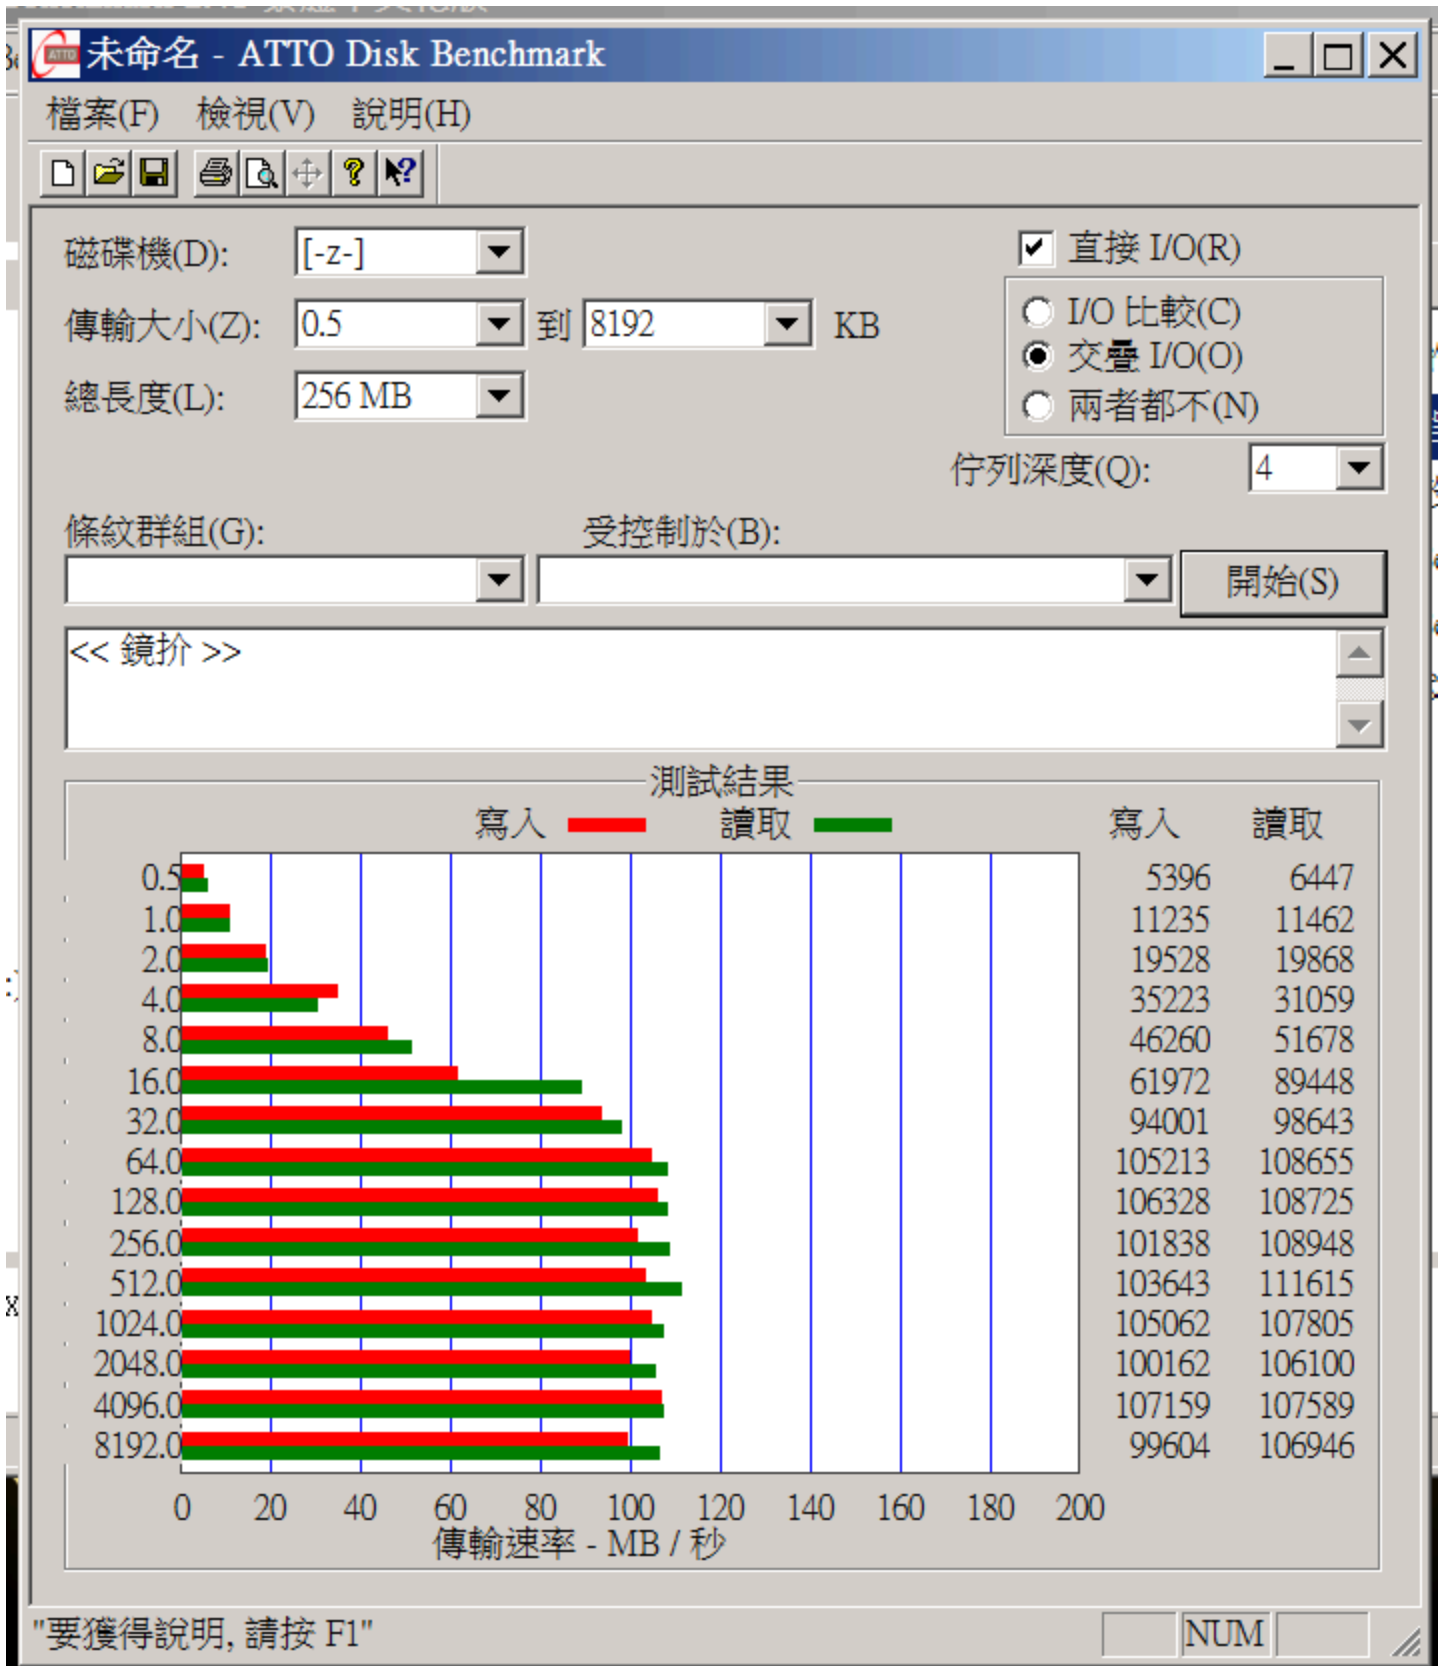 未命名 - ATTO Disk Benchmark
檔案(F) 檢視(V) 說明(H)
磁碟機(D): [-z-] 直接 I/O(R)
傳輸大小(Z): 0.5 到 8192 KB I/O 比較(C)
交疊 I/O(O)
總長度(L): 256 MB 兩者都不(N)
佇列深度(Q): 4
條紋群組(G): 受控制於(B):
開始(S)
<< 鏡扴 >>
測試結果
寫入 讀取 寫入 讀取
0.5 5396 6447
1.0 11235 11462
2.0 19528 19868
4.0 35223 31059
8.0 46260 51678
16.0 61972 89448
32.0 94001 98643
64.0 105213 108655
128.0 106328 108725
256.0 101838 108948
512.0 103643 111615
1024.0 105062 107805
2048.0 100162 106100
4096.0 107159 107589
8192.0 99604 106946
0 20 40 60 80 100 120 140 160 180 200
傳輸速率 - MB / 秒
"要獲得說明, 請按 F1" NUM